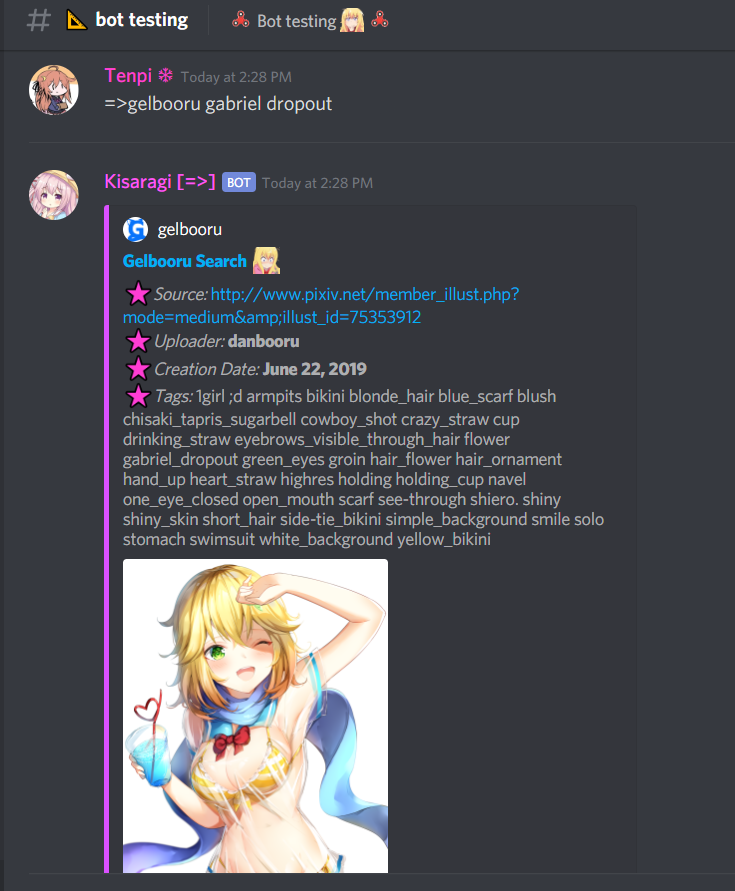 # bot testing Bot testing
Tenpi ❄ Today at 2:28 PM
=>gelbooru gabriel dropout
Kisaragi [=>] BOT Today at 2:28 PM
G gelbooru
Gelbooru Search
Source: http://www.pixiv.net/member_illust.php?
mode=medium&amp;illust_id=75353912
Uploader: danbooru
Creation Date: June 22, 2019
Tags: 1girl ;d armpits bikini blonde_hair blue_scarf blush
chisaki_tapris_sugarbell cowboy_shot crazy_straw cup
drinking_straw eyebrows_visible_through_hair flower
gabriel_dropout green_eyes groin hair_flower hair_ornament
hand_up heart_straw highres holding holding_cup navel
one_eye_closed open_mouth scarf see-through shiero. shiny
shiny_skin short_hair side-tie_bikini simple_background smile solo
stomach swimsuit white_background yellow_bikini